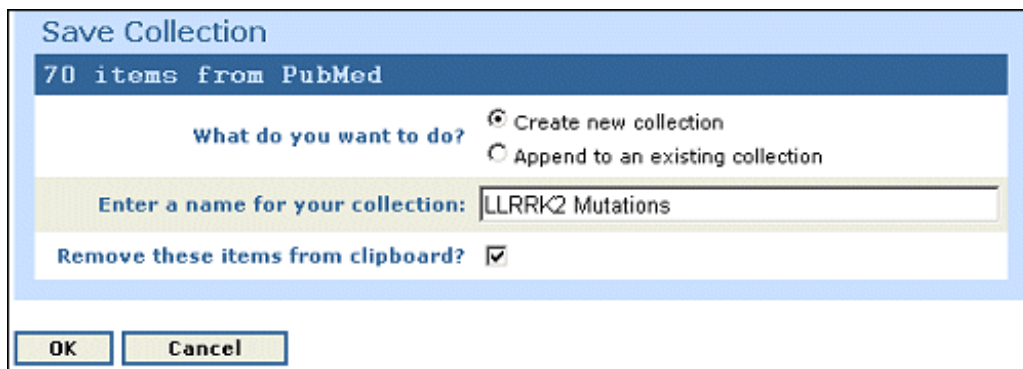 Save Collection
70 items from PubMed
What do you want to do?
Create new collection
Append to an existing collection
Enter a name for your collection: LLRRK2 Mutations
Remove these items from clipboard?
OK Cancel